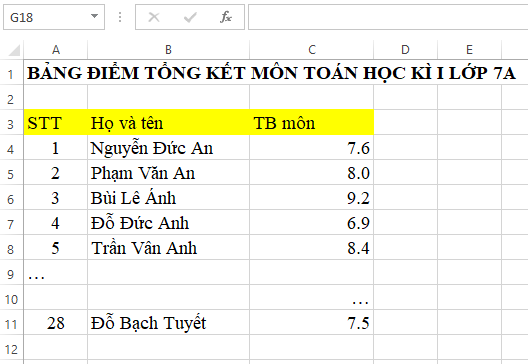 G18 fx
A B C D E
1 BẢNG ĐIỂM TỔNG KẾT MÔN TOÁN HỌC KÌ I LỚP 7A
2
3 STT Họ và tên TB môn
4 1 Nguyễn Đức An 7.6
5 2 Phạm Văn An 8.0
6 3 Bùi Lê Ánh 9.2
7 4 Đỗ Đức Anh 6.9
8 5 Trần Vân Anh 8.4
9 …
10 …
11 28 Đỗ Bạch Tuyết 7.5
12